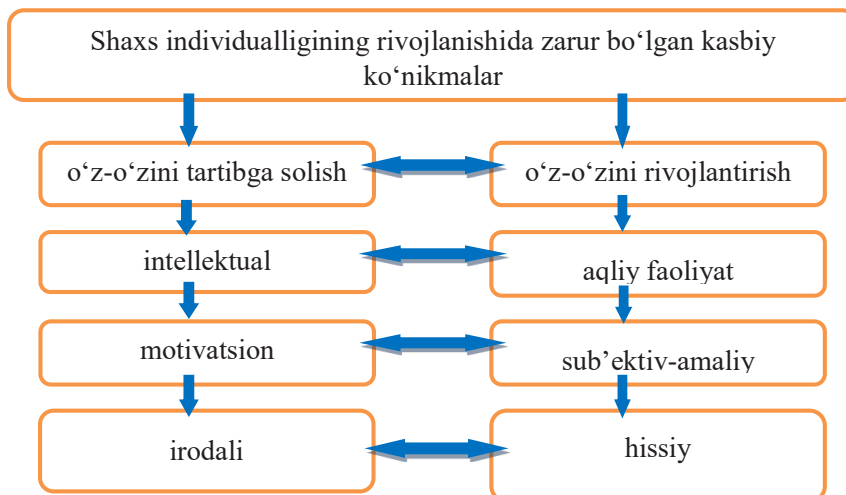 Shaxs individualligining rivojlanishida zarur bo‘lgan kasbiy
ko‘nikmalar
o‘z-o‘zini tartibga solish
o‘z-o‘zini rivojlantirish
intellektual
aqliy faoliyat
motivatsion
sub’ektiv-amaliy
irodali
hissiy